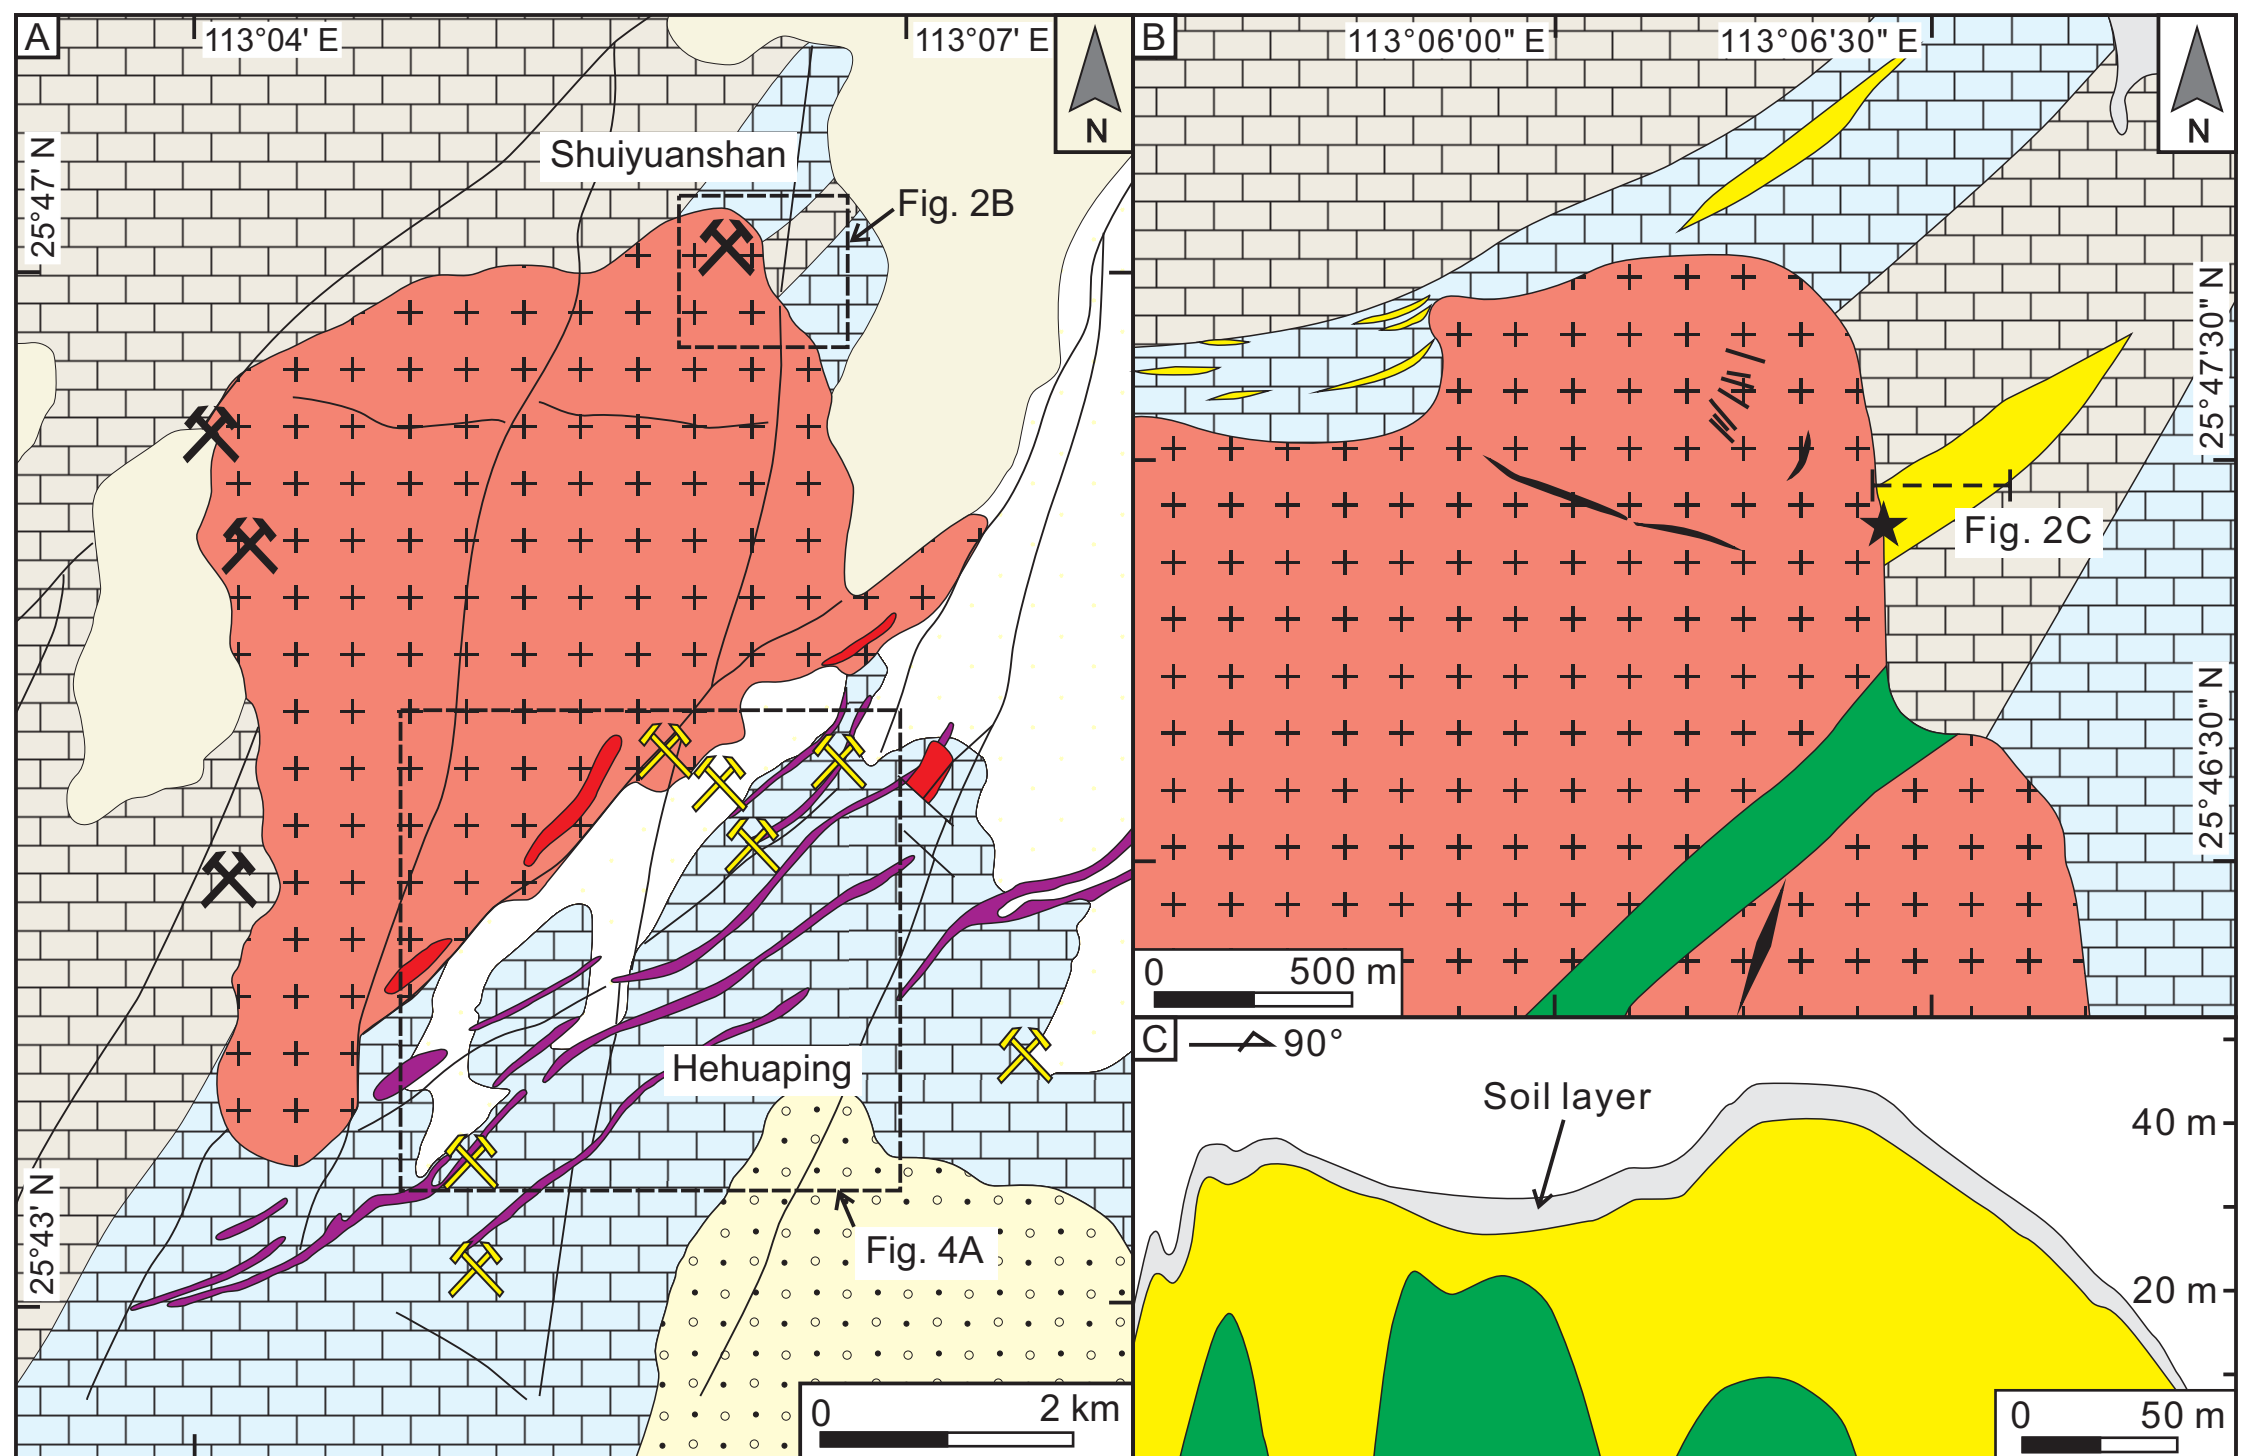 A
113°04' E
113°07' E
N
25°47' N
Shuiyuanshan
Fig. 2B
Hehuaping
Fig. 4A
25°43' N
0 2 km
B
113°06'00" E
113°06'30" E
N
25°47'30" N
Fig. 2C
25°46'30" N
0 500 m
C
90°
Soil layer
40 m
20 m
0 50 m